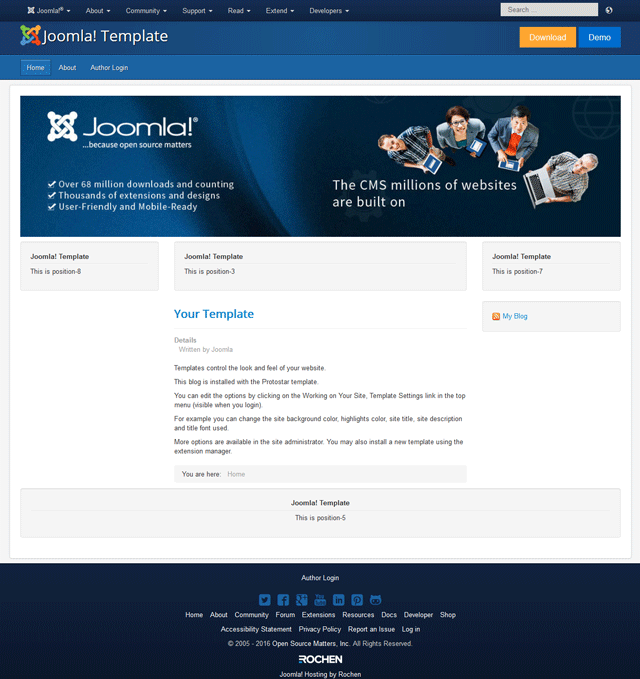 Joomla!® About Community Support Read Extend Developers Search ...
Joomla! Template Download Demo
Home About Author Login
Joomla!®
...because open source matters
Over 68 million downloads and counting
Thousands of extensions and designs
User-Friendly and Mobile-Ready
The CMS millions of websites
are built on
Joomla! Template
This is position-8
Joomla! Template
This is position-3
Joomla! Template
This is position-7
My Blog
Your Template
Details
Written by Joomla
Templates control the look and feel of your website.
This blog is installed with the Protostar template.
You can edit the options by clicking on the Working on Your Site, Template Settings link in the top
menu (visible when you login).
For example you can change the site background color, highlights color, site title, site description
and title font used.
More options are available in the site administrator. You may also install a new template using the
extension manager.
You are here: Home
Joomla! Template
This is position-5
Author Login
Home About Community Forum Extensions Resources Docs Developer Shop
Accessibility Statement Privacy Policy Report an Issue Log in
© 2005 - 2016 Open Source Matters, Inc. All Rights Reserved.
ROCHEN
Joomla! Hosting by Rochen